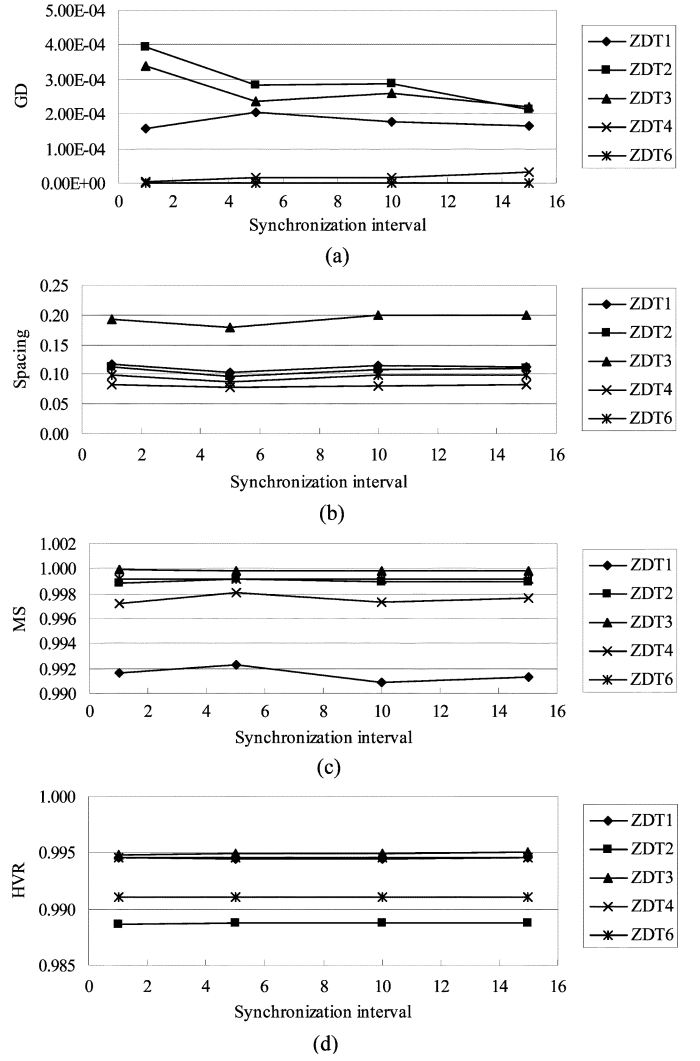 5.00E-04
4.00E-04
3.00E-04
2.00E-04
1.00E-04
0.00E+00
GD
0 2 4 6 8 10 12 14 16
Synchronization interval
ZDT1
ZDT2
ZDT3
ZDT4
ZDT6
(a)
0.25
0.20
0.15
0.10
0.05
0.00
Spacing
0 2 4 6 8 10 12 14 16
Synchronization interval
ZDT1
ZDT2
ZDT3
ZDT4
ZDT6
(b)
1.002
1.000
0.998
0.996
0.994
0.992
0.990
MS
0 2 4 6 8 10 12 14 16
Synchronization interval
ZDT1
ZDT2
ZDT3
ZDT4
ZDT6
(c)
1.000
0.995
0.990
0.985
HVR
0 2 4 6 8 10 12 14 16
Synchronization interval
ZDT1
ZDT2
ZDT3
ZDT4
ZDT6
(d)